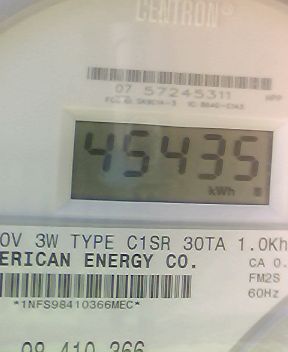 CENTRON®
07 57245311
45435
kWh
0V 3W TYPE C1SR 30TA 1.0Kh
ERICAN ENERGY CO.
CA 0.
FM2S
*1NFS98410366MEC*
60Hz
98 410 366